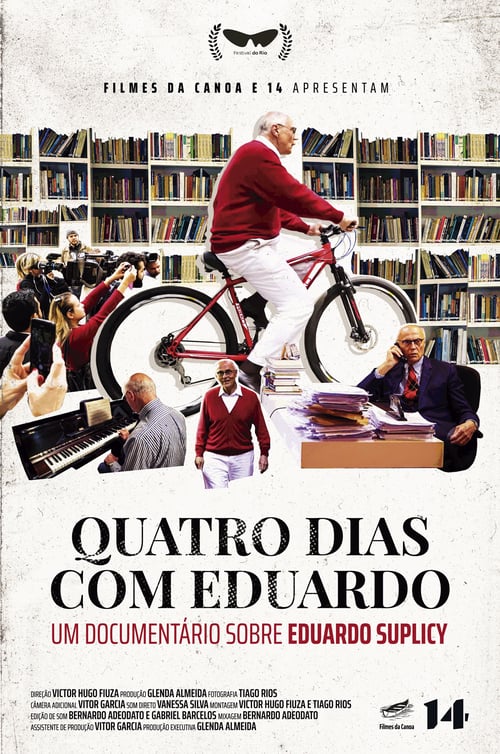 Festival do Rio
FILMES DA CANOA E 14 APRESENTAM
QUATRO DIAS
COM EDUARDO
UM DOCUMENTÁRIO SOBRE EDUARDO SUPLICY
DIREÇÃO VICTOR HUGO FIUZA PRODUÇÃO GLENDA ALMEIDA FOTOGRAFIA TIAGO RIOS
CÂMERA ADICIONAL VITOR GARCIA SOM DIRETO VANESSA SILVA MONTAGEM VICTOR HUGO FIUZA E TIAGO RIOS
EDIÇÃO DE SOM BERNARDO ADEODATO E GABRIEL BARCELOS MIXAGEM BERNARDO ADEODATO
ASSISTENTE DE PRODUÇÃO VITOR GARCIA PRODUÇÃO EXECUTIVA GLENDA ALMEIDA
Filmes da Canoa
14